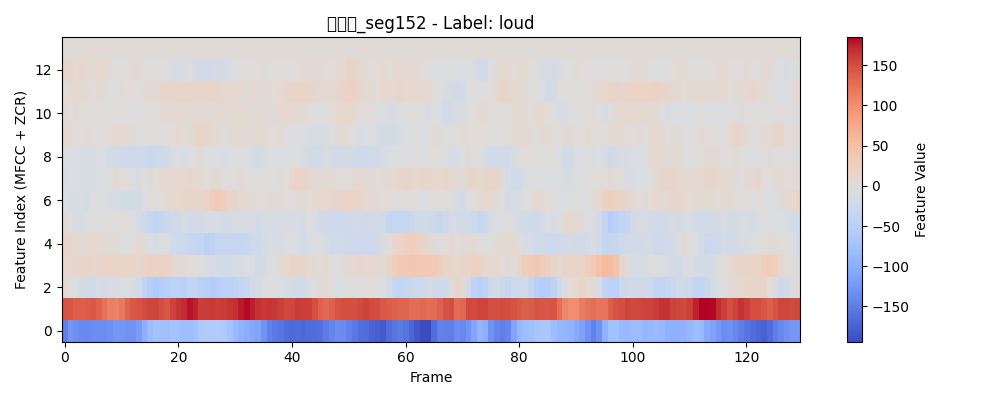 _seg152 - Label: loud
Feature Index (MFCC + ZCR)
12
10
8
6
4
2
0
0 20 40 60 80 100 120
Frame
150
100
50
0
−50
−100
−150
Feature Value